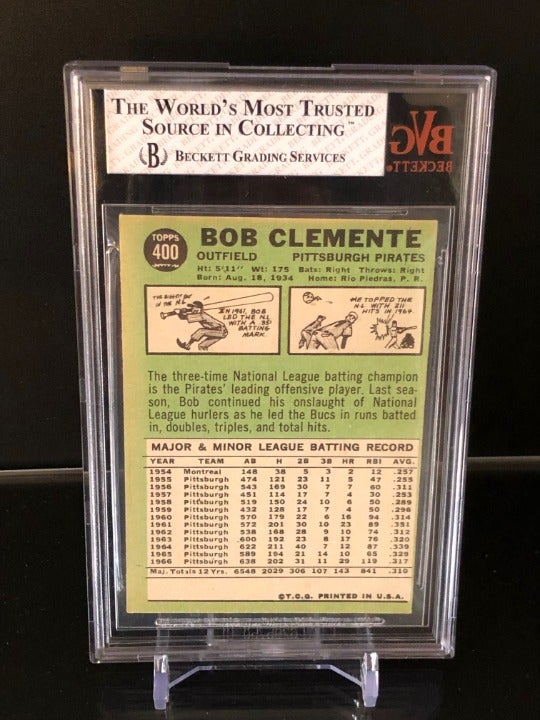 THE WORLD'S MOST TRUSTED
SOURCE IN COLLECTING™
B BECKETT GRADING SERVICES
BVG
BECKETT
TOPPS
400
BOB CLEMENTE
OUTFIELD PITTSBURGH PIRATES
Ht: 5'11" Wt: 175 Bats: Right Throws: Right
Born: Aug. 18, 1934 Home: Rio Piedras, P. R.
THE BIGGEST BAT
IN THE N.L.
IN 1961, BOB
LED THE N.L.
WITH A 351
BATTING
MARK.
HE TOPPED THE
N.L. WITH 211
HITS IN 1964
The three-time National League batting champion
is the Pirates' leading offensive player. Last sea-
son, Bob continued his onslaught of National
League hurlers as he led the Bucs in runs batted
in, doubles, triples, and total hits.
MAJOR & MINOR LEAGUE BATTING RECORD
YEAR TEAM AB H 2B 3B HR RBI AVG.
1954 Montreal 148 38 5 3 2 12 .257
1955 Pittsburgh 474 121 23 11 5 47 .255
1956 Pittsburgh 543 169 30 7 7 60 .311
1957 Pittsburgh 451 114 17 7 4 30 .253
1958 Pittsburgh 519 150 24 10 6 50 .289
1959 Pittsburgh 432 128 17 7 4 50 .296
1960 Pittsburgh 570 179 22 6 16 94 .314
1961 Pittsburgh 572 201 30 10 23 89 .351
1962 Pittsburgh 538 168 28 9 10 74 .312
1963 Pittsburgh 600 192 23 8 17 76 .320
1964 Pittsburgh 622 211 40 7 12 87 .339
1965 Pittsburgh 589 194 21 14 10 65 .329
1966 Pittsburgh 638 202 31 11 29 119 .317
Maj. Totals 12 Yrs. 6548 2029 306 107 143 841 .310
©T.C.G. PRINTED IN U.S.A.